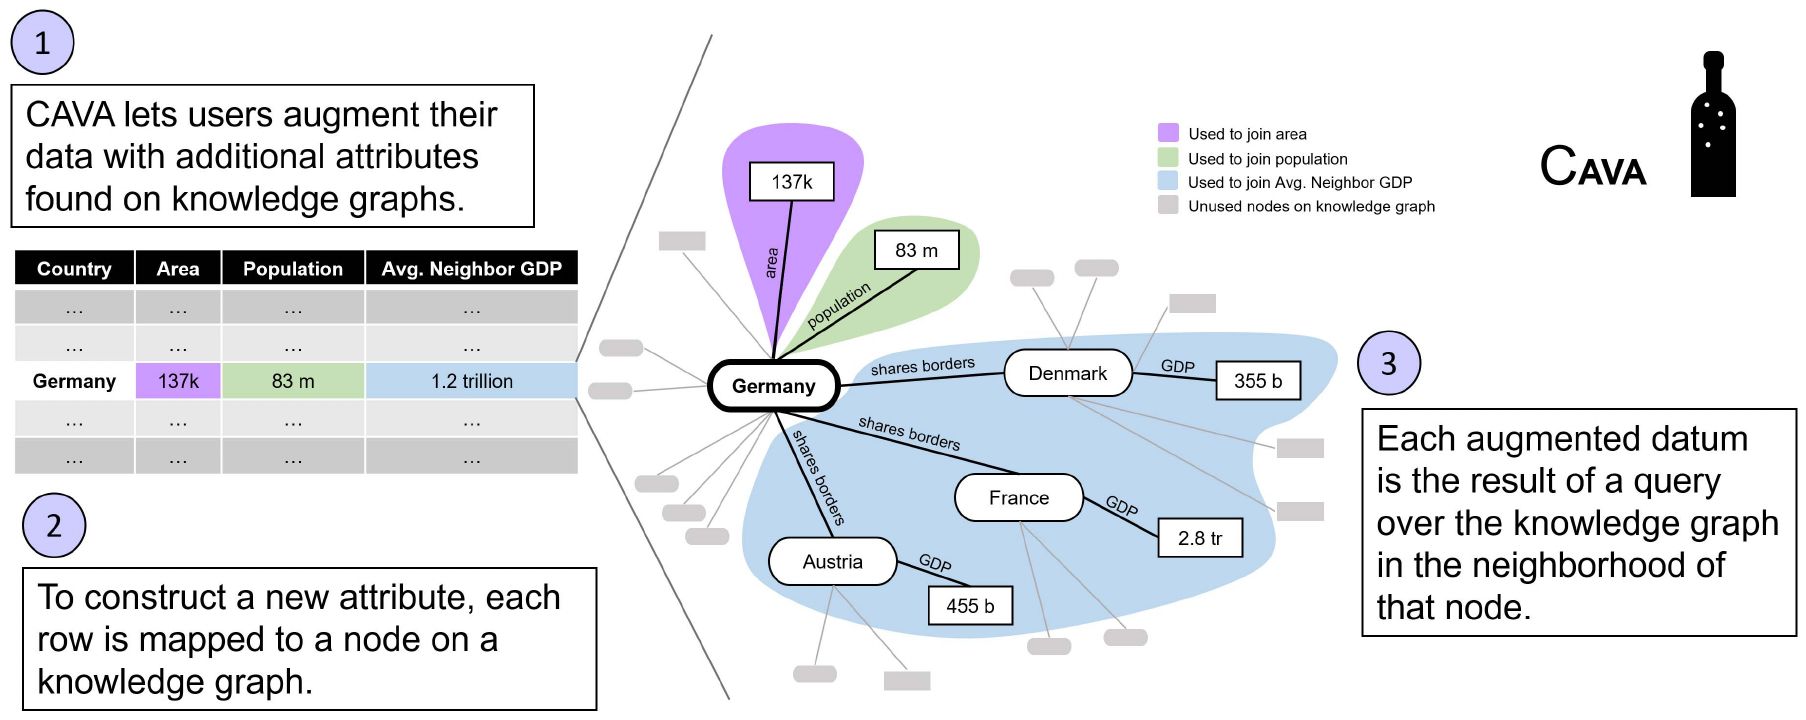 1
CAVA lets users augment their
data with additional attributes
found on knowledge graphs.
Country Area Population Avg. Neighbor GDP
... ... ... ...
... ... ... ...
Germany 137k 83 m 1.2 trillion
... ... ... ...
... ... ... ...
2
To construct a new attribute, each
row is mapped to a node on a
knowledge graph.
137k
area
83 m
population
Germany
shares borders
Denmark
GDP
355 b
shares borders
France
GDP
2.8 tr
shares borders
Austria
GDP
455 b
Used to join area
Used to join population
Used to join Avg. Neighbor GDP
Unused nodes on knowledge graph
CAVA
3
Each augmented datum
is the result of a query
over the knowledge graph
in the neighborhood of
that node.